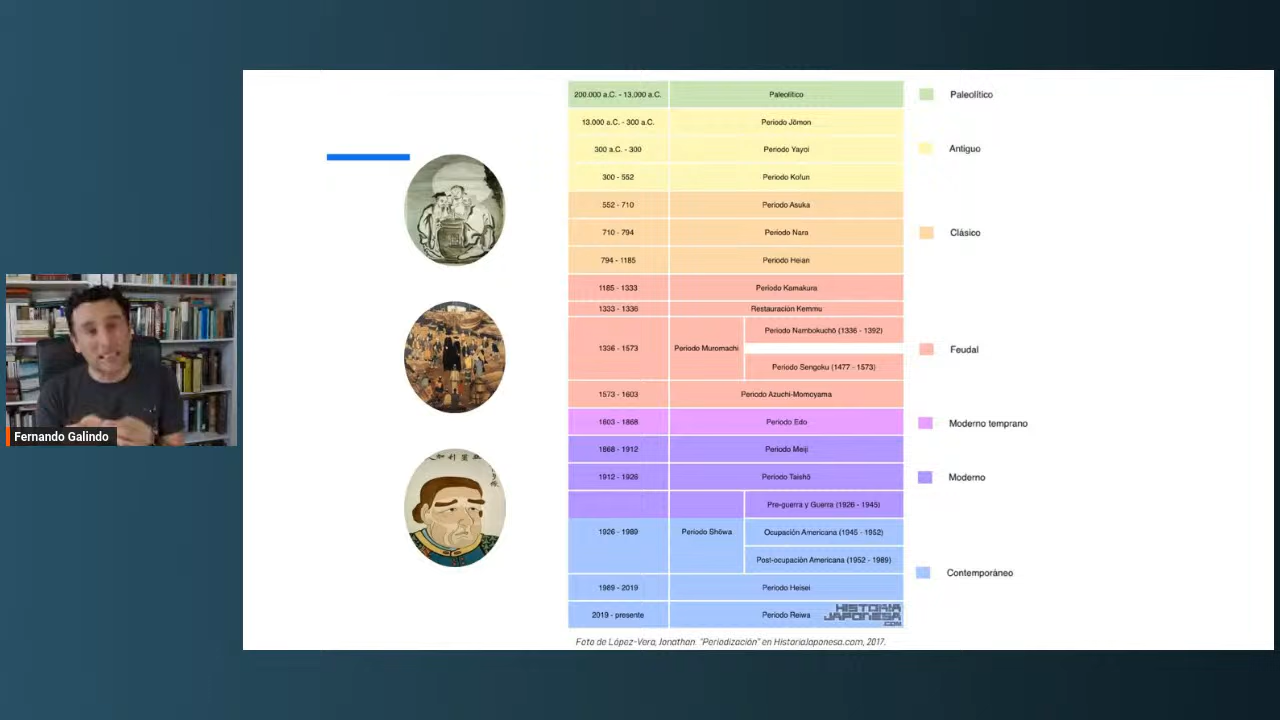 200.000 a.C. - 13.000 a.C. Paleolítico
13.000 a.C. - 300 a.C. Periodo Jōmon
300 a.C. - 300 Periodo Yayoi
300 - 552 Periodo Kofun
552 - 710 Periodo Asuka
710 - 794 Periodo Nara
794 - 1185 Periodo Heian
1185 - 1333 Periodo Kamakura
1333 - 1336 Restauración Kemmu
1336 - 1573 Periodo Muromachi
Periodo Nambokuchō (1336 - 1392)
Periodo Sengoku (1477 - 1573)
1573 - 1603 Periodo Azuchi-Momoyama
1603 - 1868 Periodo Edo
1868 - 1912 Periodo Meiji
1912 - 1926 Periodo Taishō
1926 - 1989 Periodo Shōwa
Pre-guerra y Guerra (1926 - 1945)
Ocupación Americana (1945 - 1952)
Post-ocupación Americana (1952 - 1989)
1989 - 2019 Periodo Heisei
2019 - presente Periodo Reiwa
HISTORIA
JAPONESA
.COM
Paleolítico
Antiguo
Clásico
Feudal
Moderno temprano
Moderno
Contemporáneo
Foto de López-Vera, Jonathan. "Periodización" en HistoriaJaponesa.com, 2017.
Fernando Galindo